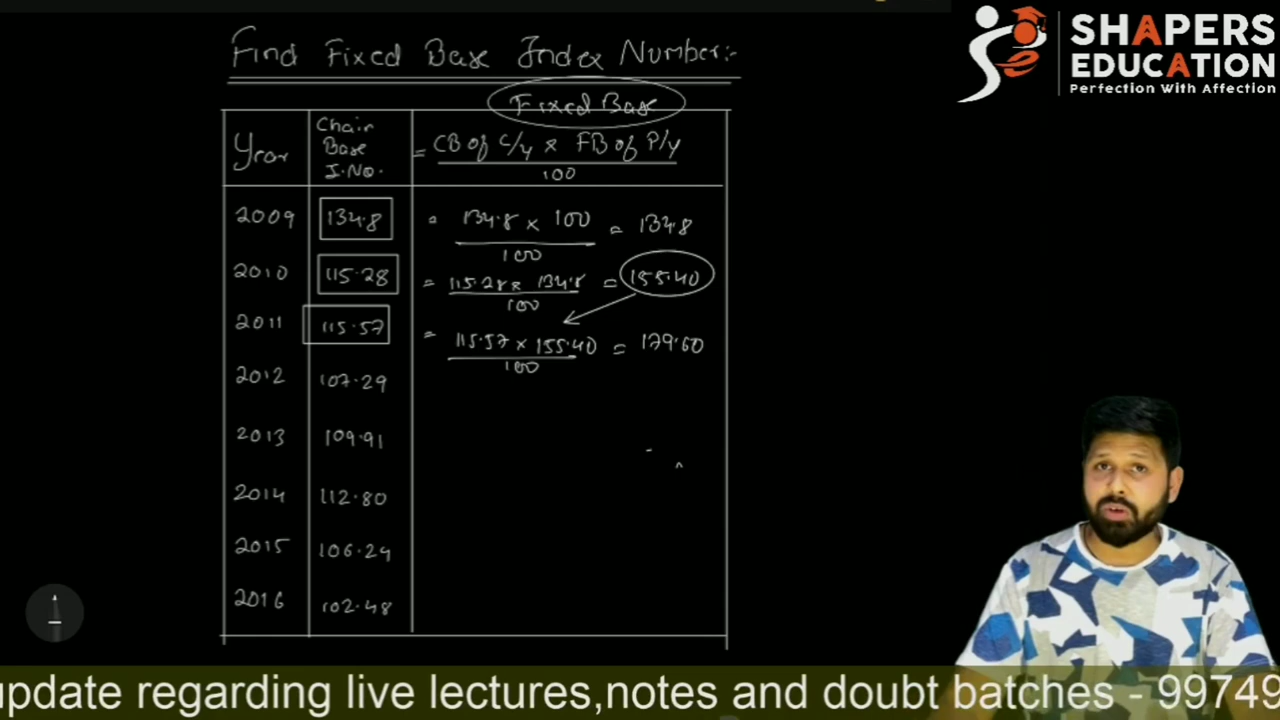 SHAPERS
EDUCATION
Perfection With Affection
Find Fixed Base Index Number:-
Fixed Base
Year
Chain
Base
I.No.
= CB of C/y × FB of P/y
100
2009 134.8 = 134.8 × 100 = 134.8
100
2010 115.28 = 115.28 × 134.8 = 155.40
100
2011 115.57 = 115.57 × 155.40 = 179.60
100
2012 107.29
2013 109.91
2014 112.80
2015 106.24
2016 102.48
update regarding live lectures,notes and doubt batches - 99749